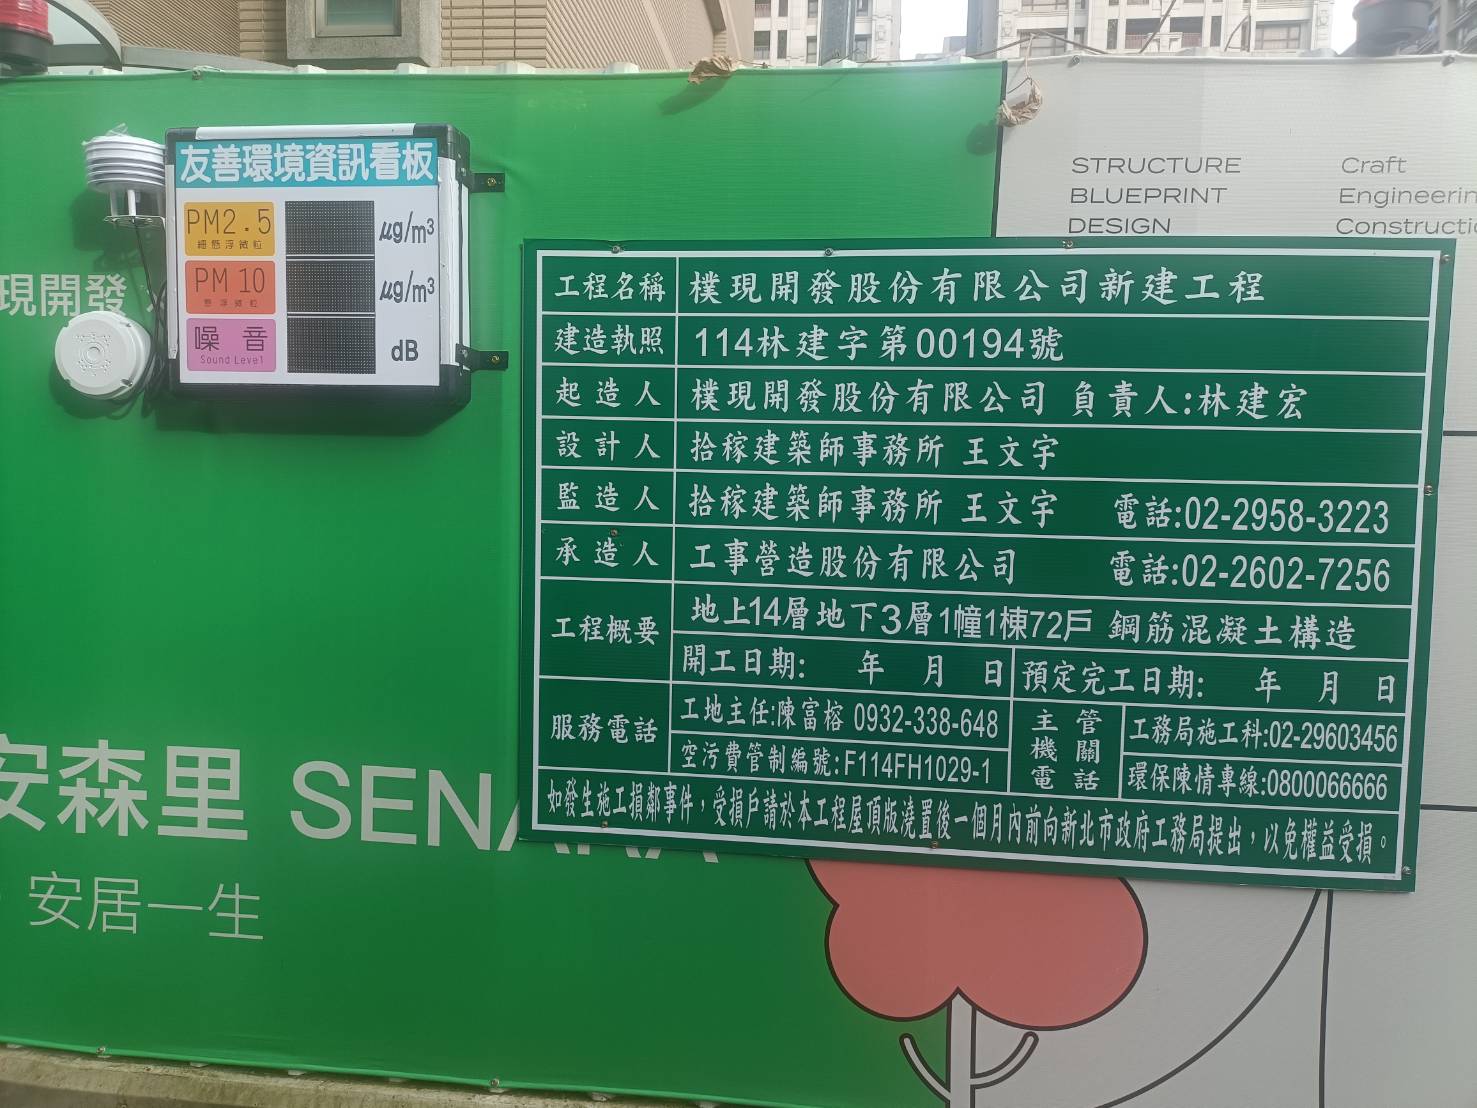 友善環境資訊看板
PM2.5 μg/m³
細懸浮微粒
PM 10 μg/m³
懸浮微粒
噪音 dB
Sound Level
現開發
安森里 SEN
安居一生
STRUCTURE
BLUEPRINT
DESIGN
Craft
Engineerin
Constructi
工程名稱 樸現開發股份有限公司新建工程
建造執照 114林建字第00194號
起造人 樸現開發股份有限公司 負責人:林建宏
設計人 拾稼建築師事務所 王文宇
監造人 拾稼建築師事務所 王文宇 電話:02-2958-3223
承造人 工事營造股份有限公司 電話:02-2602-7256
工程概要 地上14層地下3層1幢1棟72戶 鋼筋混凝土構造
開工日期: 年 月 日 預定完工日期: 年 月 日
服務電話 工地主任:陳富榕 0932-338-648
空污費管制編號:F114FH1029-1
主管機關電話 工務局施工科:02-29603456
環保陳情專線:0800066666
如發生施工損鄰事件，受損戶請於本工程屋頂版澆置後一個月內前向新北市政府工務局提出，以免權益受損。